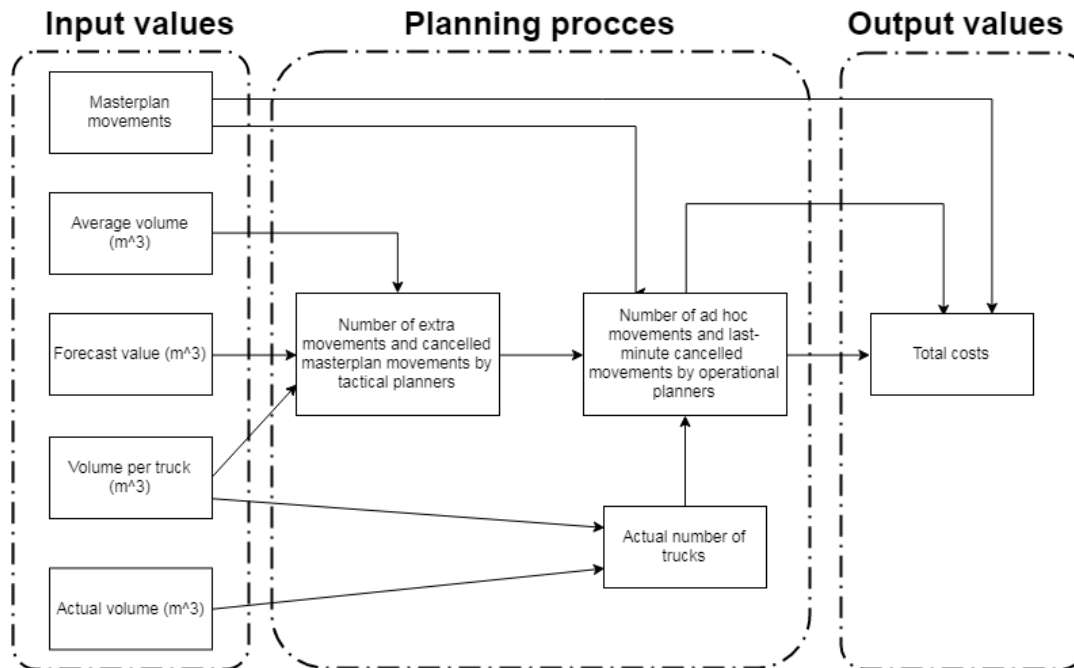 Input values
Planning procces
Output values
Masterplan
movements
Average volume
(m^3)
Forecast value (m^3)
Volume per truck
(m^3)
Actual volume (m^3)
Number of extra
movements and cancelled
masterplan movements by
tactical planners
Number of ad hoc
movements and last-
minute cancelled
movements by operational
planners
Actual number of
trucks
Total costs